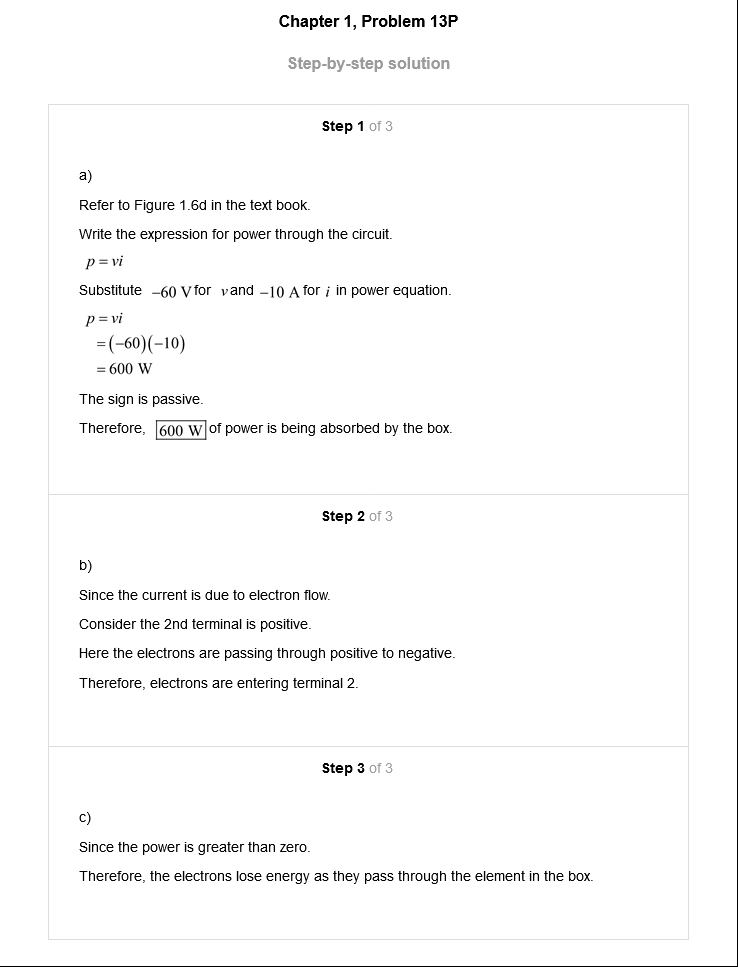 Chapter 1, Problem 13P
Step-by-step solution
Step 1 of 3
a)
Refer to Figure 1.6d in the text book.
Write the expression for power through the circuit.
p = vi
Substitute −60 V for v and −10 A for i in power equation.
p = vi
= (−60)(−10)
= 600 W
The sign is passive.
Therefore, 600 W of power is being absorbed by the box.
Step 2 of 3
b)
Since the current is due to electron flow.
Consider the 2nd terminal is positive.
Here the electrons are passing through positive to negative.
Therefore, electrons are entering terminal 2.
Step 3 of 3
c)
Since the power is greater than zero.
Therefore, the electrons lose energy as they pass through the element in the box.